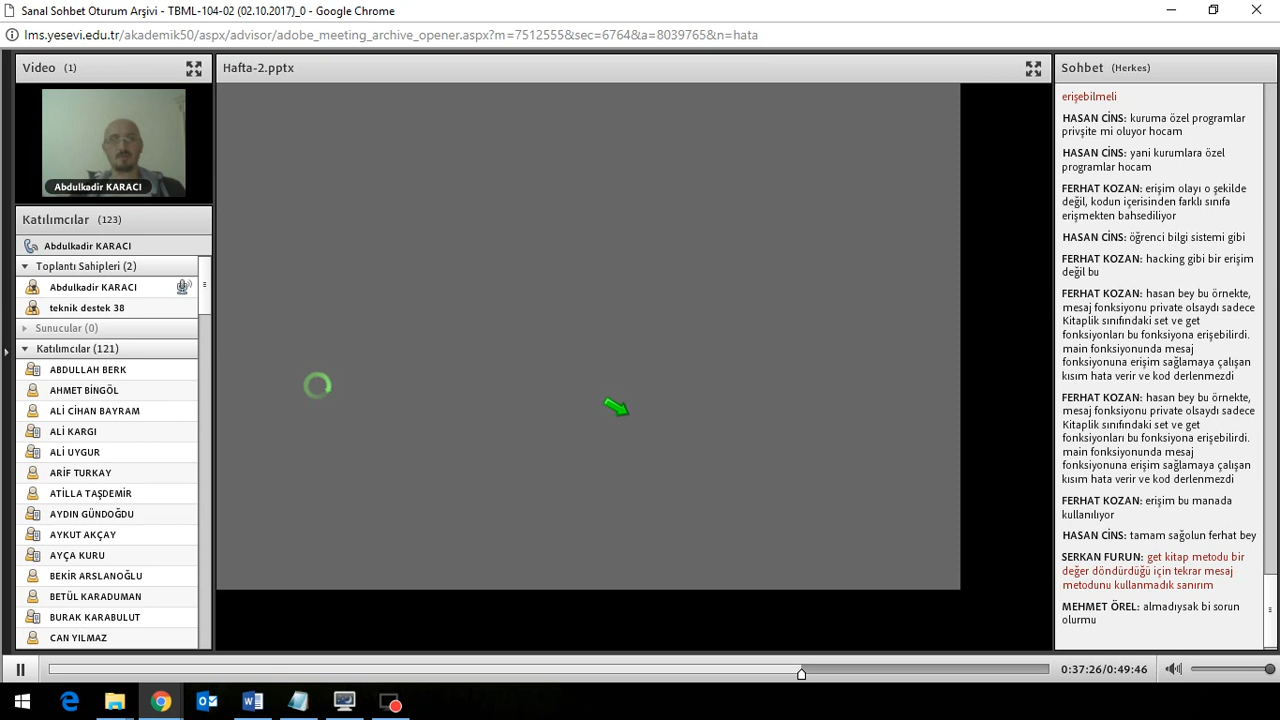 Sanal Sohbet Oturum Arşivi - TBML-104-02 (02.10.2017)_0 - Google Chrome
lms.yesevi.edu.tr/akademik50/aspx/advisor/adobe_meeting_archive_opener.aspx?m=7512555&sec=6764&a=8039765&n=hata
Video (1)
Abdulkadir KARACI
Katılımcılar (123)
Abdulkadir KARACI
Toplantı Sahipleri (2)
Abdulkadir KARACI
teknik destek 38
Sunucular (0)
Katılımcılar (121)
ABDULLAH BERK
AHMET BİNGÖL
ALİ CİHAN BAYRAM
ALİ KARGI
ALİ UYGUR
ARİF TURKAY
ATİLLA TAŞDEMİR
AYDIN GÜNDOĞDU
AYKUT AKÇAY
AYÇA KURU
BEKİR ARSLANOĞLU
BETÜL KARADUMAN
BURAK KARABULUT
CAN YILMAZ
Hafta-2.pptx
Sohbet (Herkes)
erişebilmeli
HASAN CİNS: kuruma özel programlar
privşite mi oluyor hocam
HASAN CİNS: yani kurumlara özel
programlar hocam
FERHAT KOZAN: erişim olayı o şekilde
değil, kodun içerisinden farklı sınıfa
erişmekten bahsediliyor
HASAN CİNS: öğrenci bilgi sistemi gibi
FERHAT KOZAN: hacking gibi bir erişim
değil bu
FERHAT KOZAN: hasan bey bu örnekte,
mesaj fonksiyonu private olsaydı sadece
Kitaplik sınıfındaki set ve get
fonksiyonları bu fonksiyona erişebilirdi.
main fonksiyonunda mesaj
fonksiyonuna erişim sağlamaya çalışan
kısım hata verir ve kod derlenmezdi
FERHAT KOZAN: hasan bey bu örnekte,
mesaj fonksiyonu private olsaydı sadece
Kitaplik sınıfındaki set ve get
fonksiyonları bu fonksiyona erişebilirdi.
main fonksiyonunda mesaj
fonksiyonuna erişim sağlamaya çalışan
kısım hata verir ve kod derlenmezdi
FERHAT KOZAN: erişim bu manada
kullanılıyor
HASAN CİNS: tamam sağolun ferhat bey
SERKAN FURUN: get kitap metodu bir
değer döndürdüğü için tekrar mesaj
metodunu kullanmadık sanırım
MEHMET ÖREL: almadıysak bi sorun
olurmu
0:37:26/0:49:46